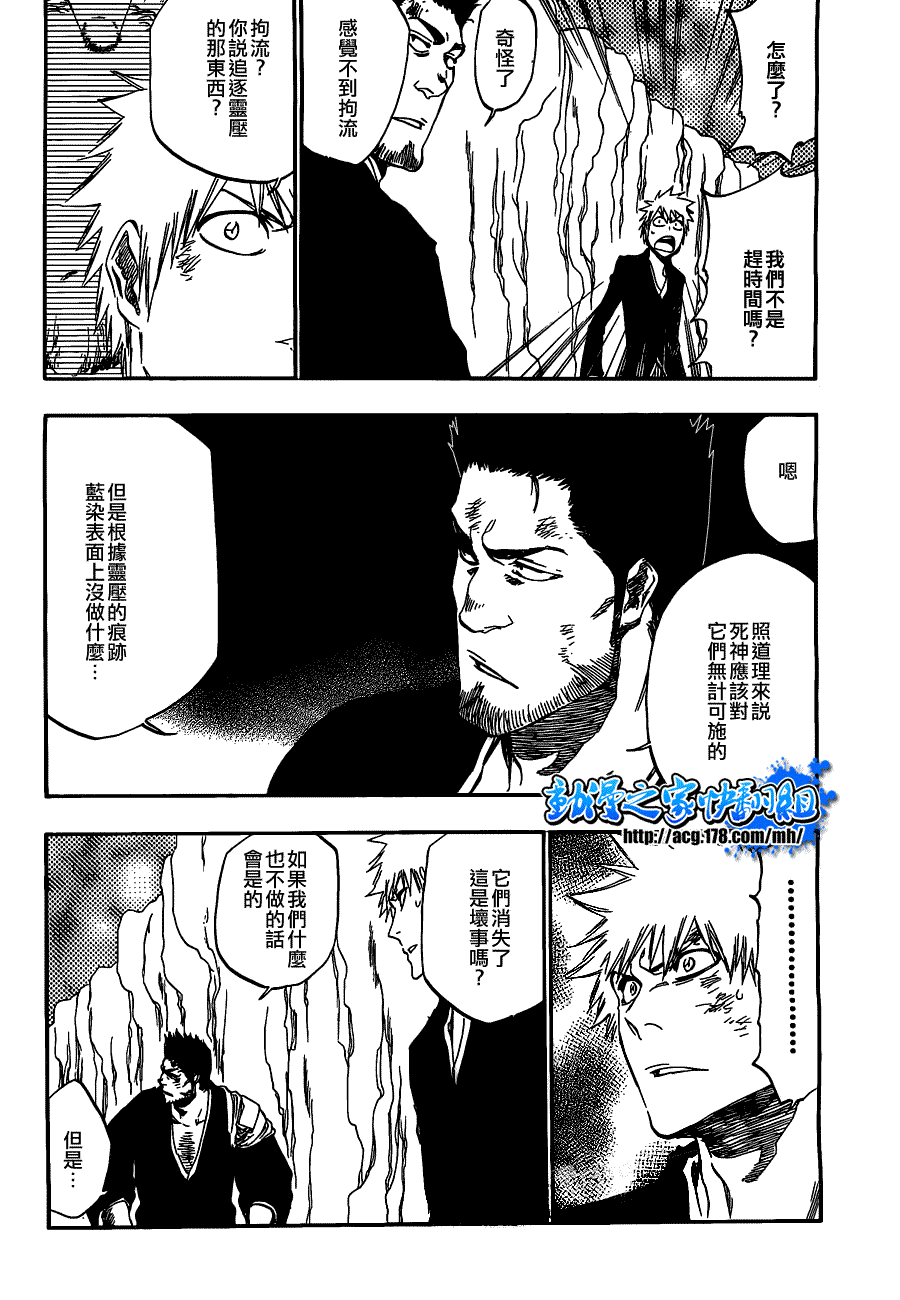 怎麼了？
我們不是
趕時間嗎？
奇怪了
感覺不到拘流
拘流？
你說追逐靈壓
的那東西？
嗯
照道理來說
死神應該對
它們無計可施的
但是根據靈壓的痕跡
藍染表面上沒做什麼…
動漫之家快翻組
http://acg.178.com/mh/
…………
它們消失了
這是壞事嗎？
如果我們什麼
也不做的話
會是的
但是…